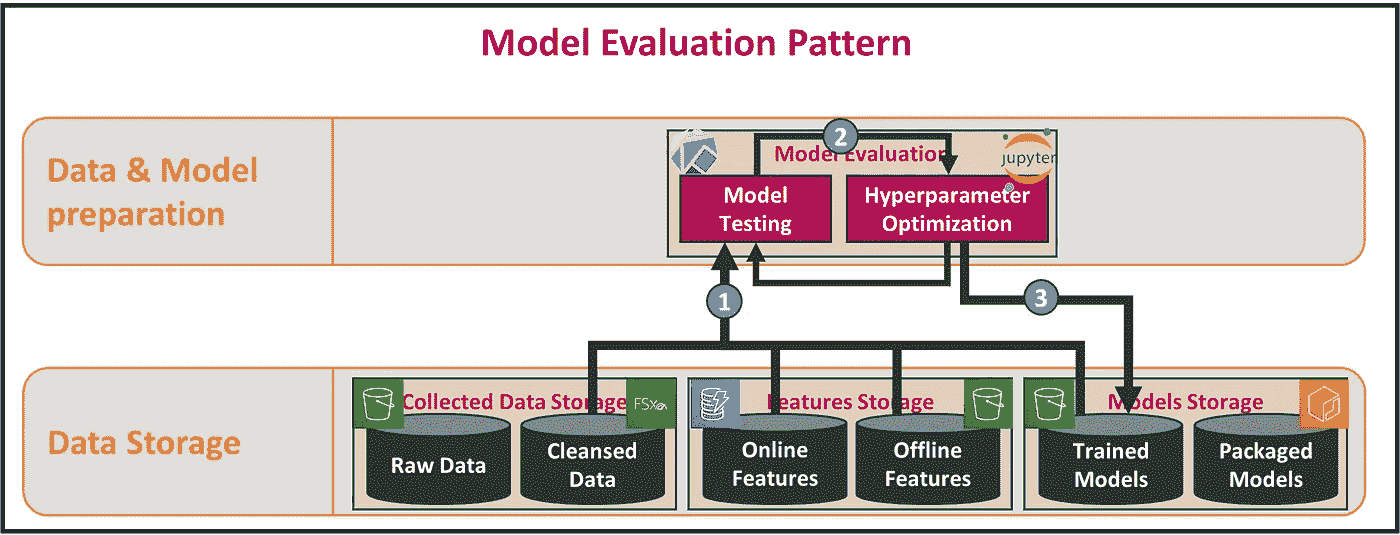 Model Evaluation Pattern
Data & Model
preparation
2
Model Evaluation
jupyter
Model
Testing
Hyperparameter
Optimization
1
3
Data Storage
Collected Data Storage
FSx
Features Storage
Models Storage
Raw Data
Cleansed
Data
Online
Features
Offline
Features
Trained
Models
Packaged
Models